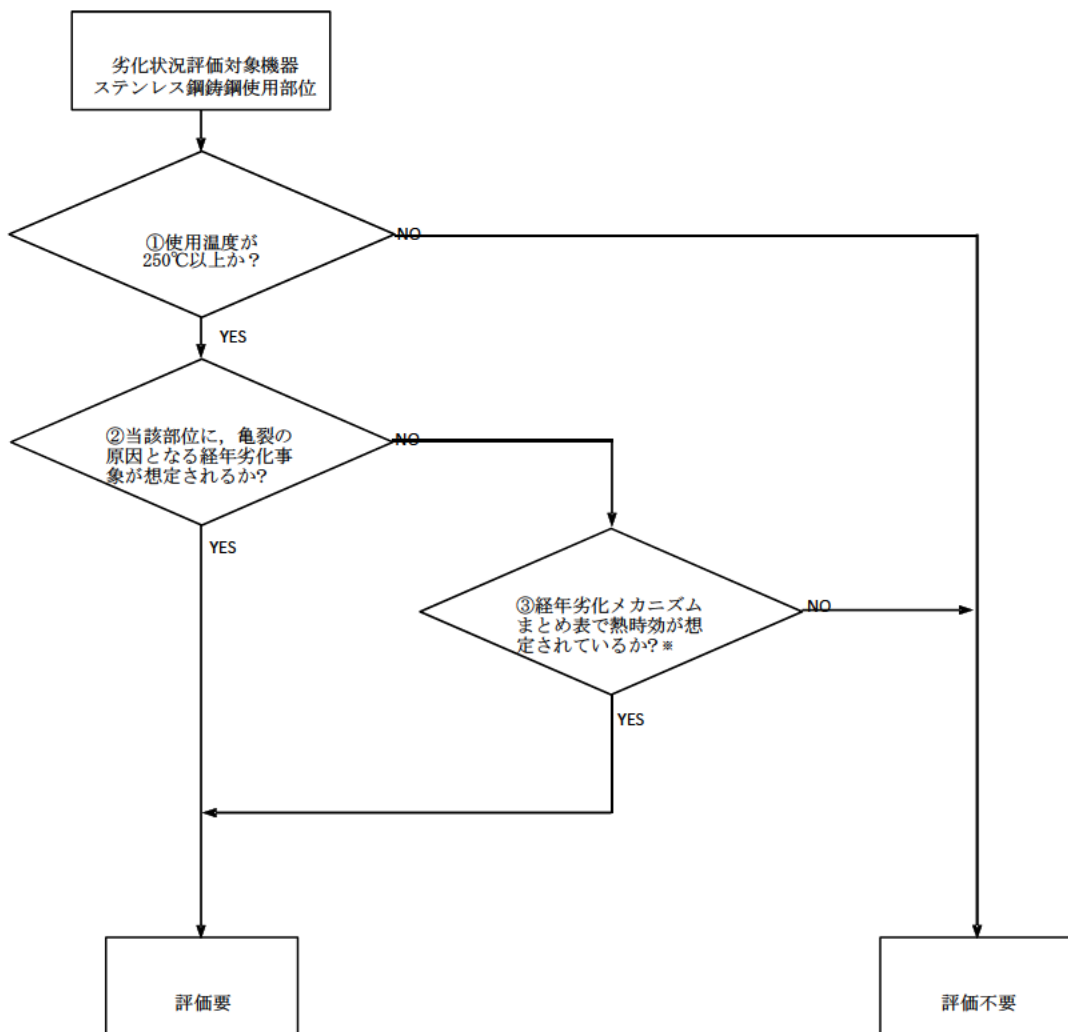 劣化状況評価対象機器
ステンレス鋼鋳鋼使用部位
①使用温度が
250℃以上か？
NO
YES
②当該部位に，亀裂の
原因となる経年劣化事
象が想定されるか?
NO
YES
③経年劣化メカニズム
まとめ表で熱時効が想
定されているか?※
NO
YES
評価要
評価不要